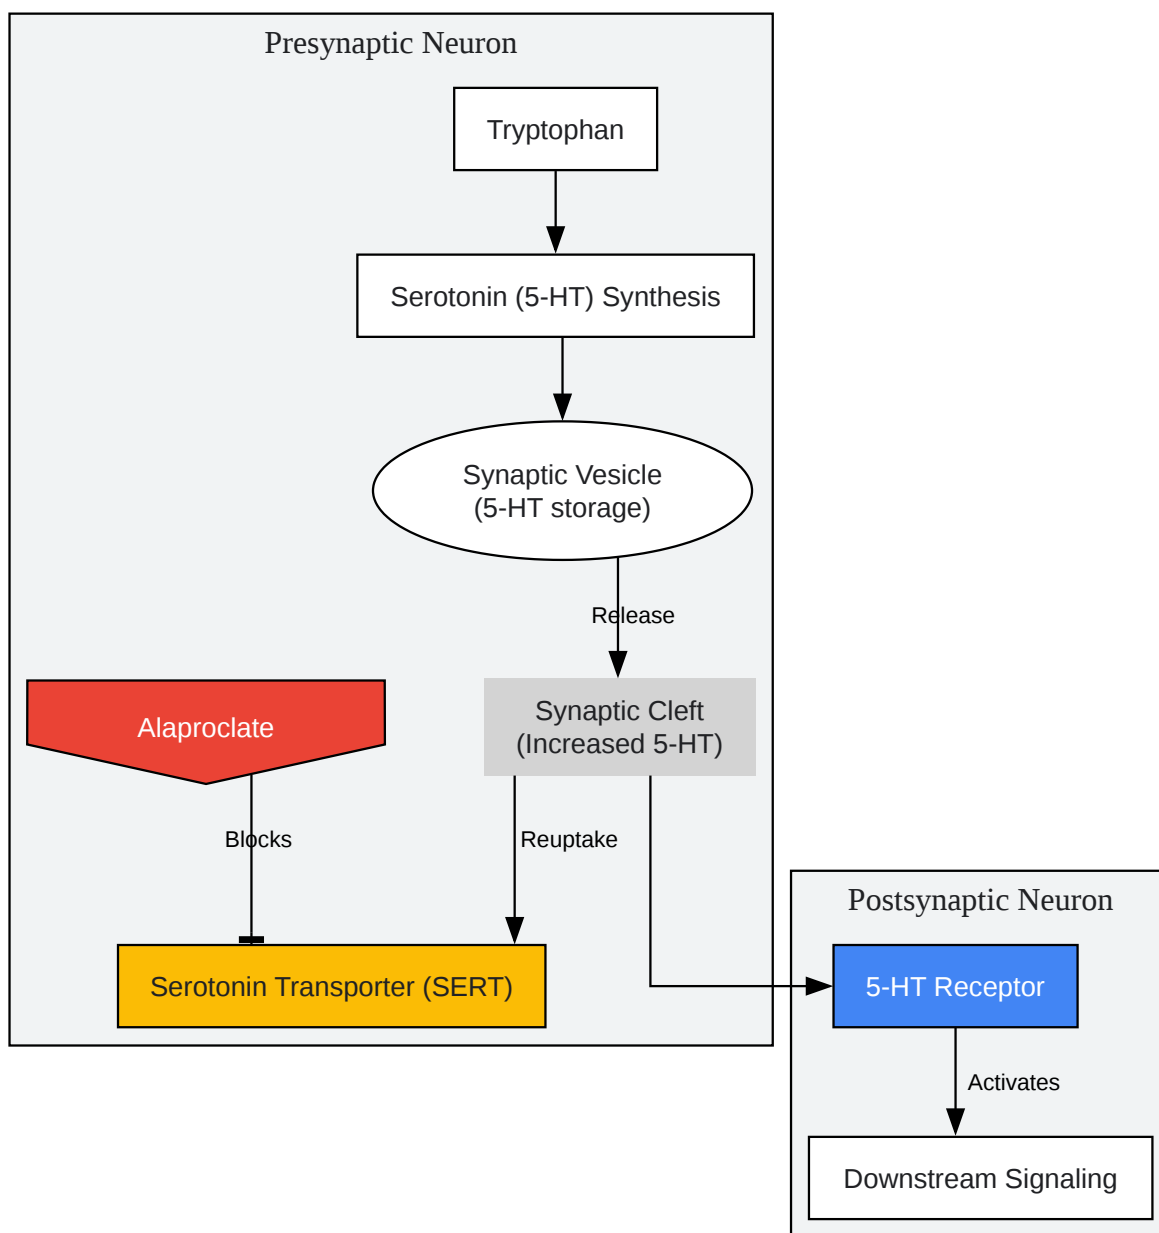 Presynaptic Neuron
Tryptophan
Serotonin (5-HT) Synthesis
Synaptic Vesicle
(5-HT storage)
Release
Alaproclate
Synaptic Cleft
(Increased 5-HT)
Blocks
Reuptake
Serotonin Transporter (SERT)
Postsynaptic Neuron
5-HT Receptor
Activates
Downstream Signaling